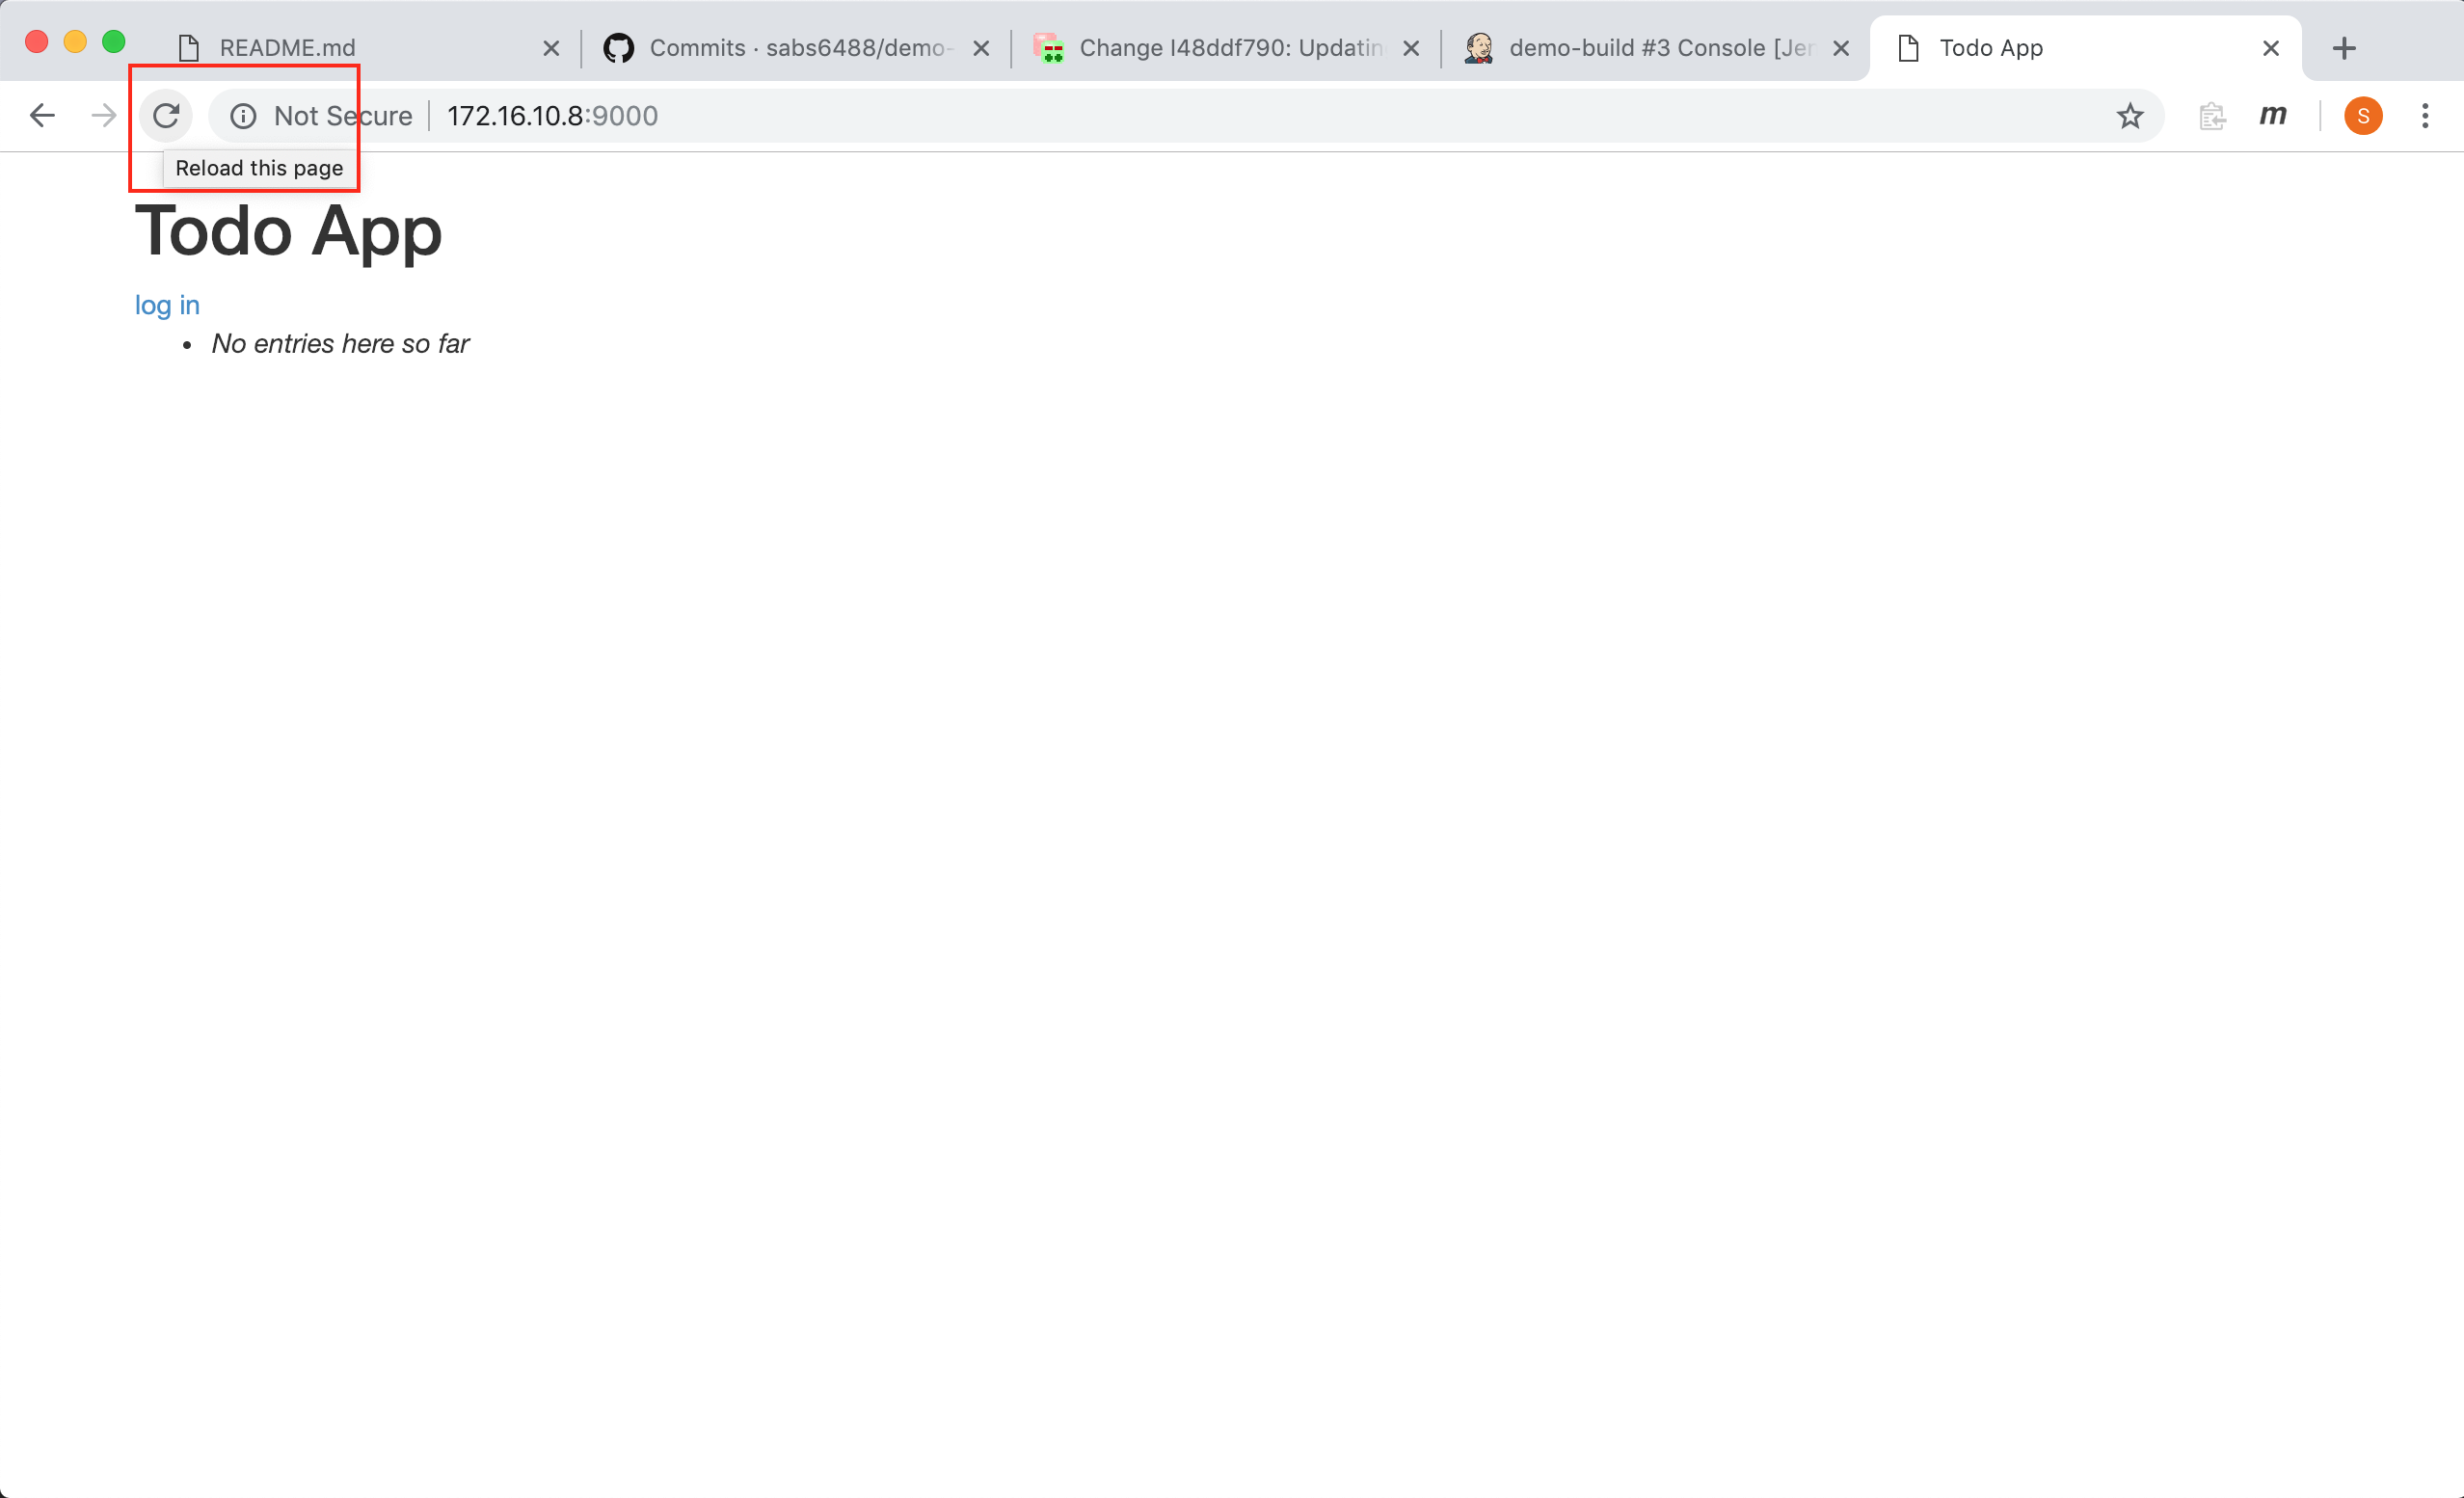 README.md
Commits · sabs6488/demo-
Change I48ddf790: Updatin
demo-build #3 Console [Jen
Todo App
Not Secure 172.16.10.8:9000
m
S
Reload this page
Todo App
log in
No entries here so far